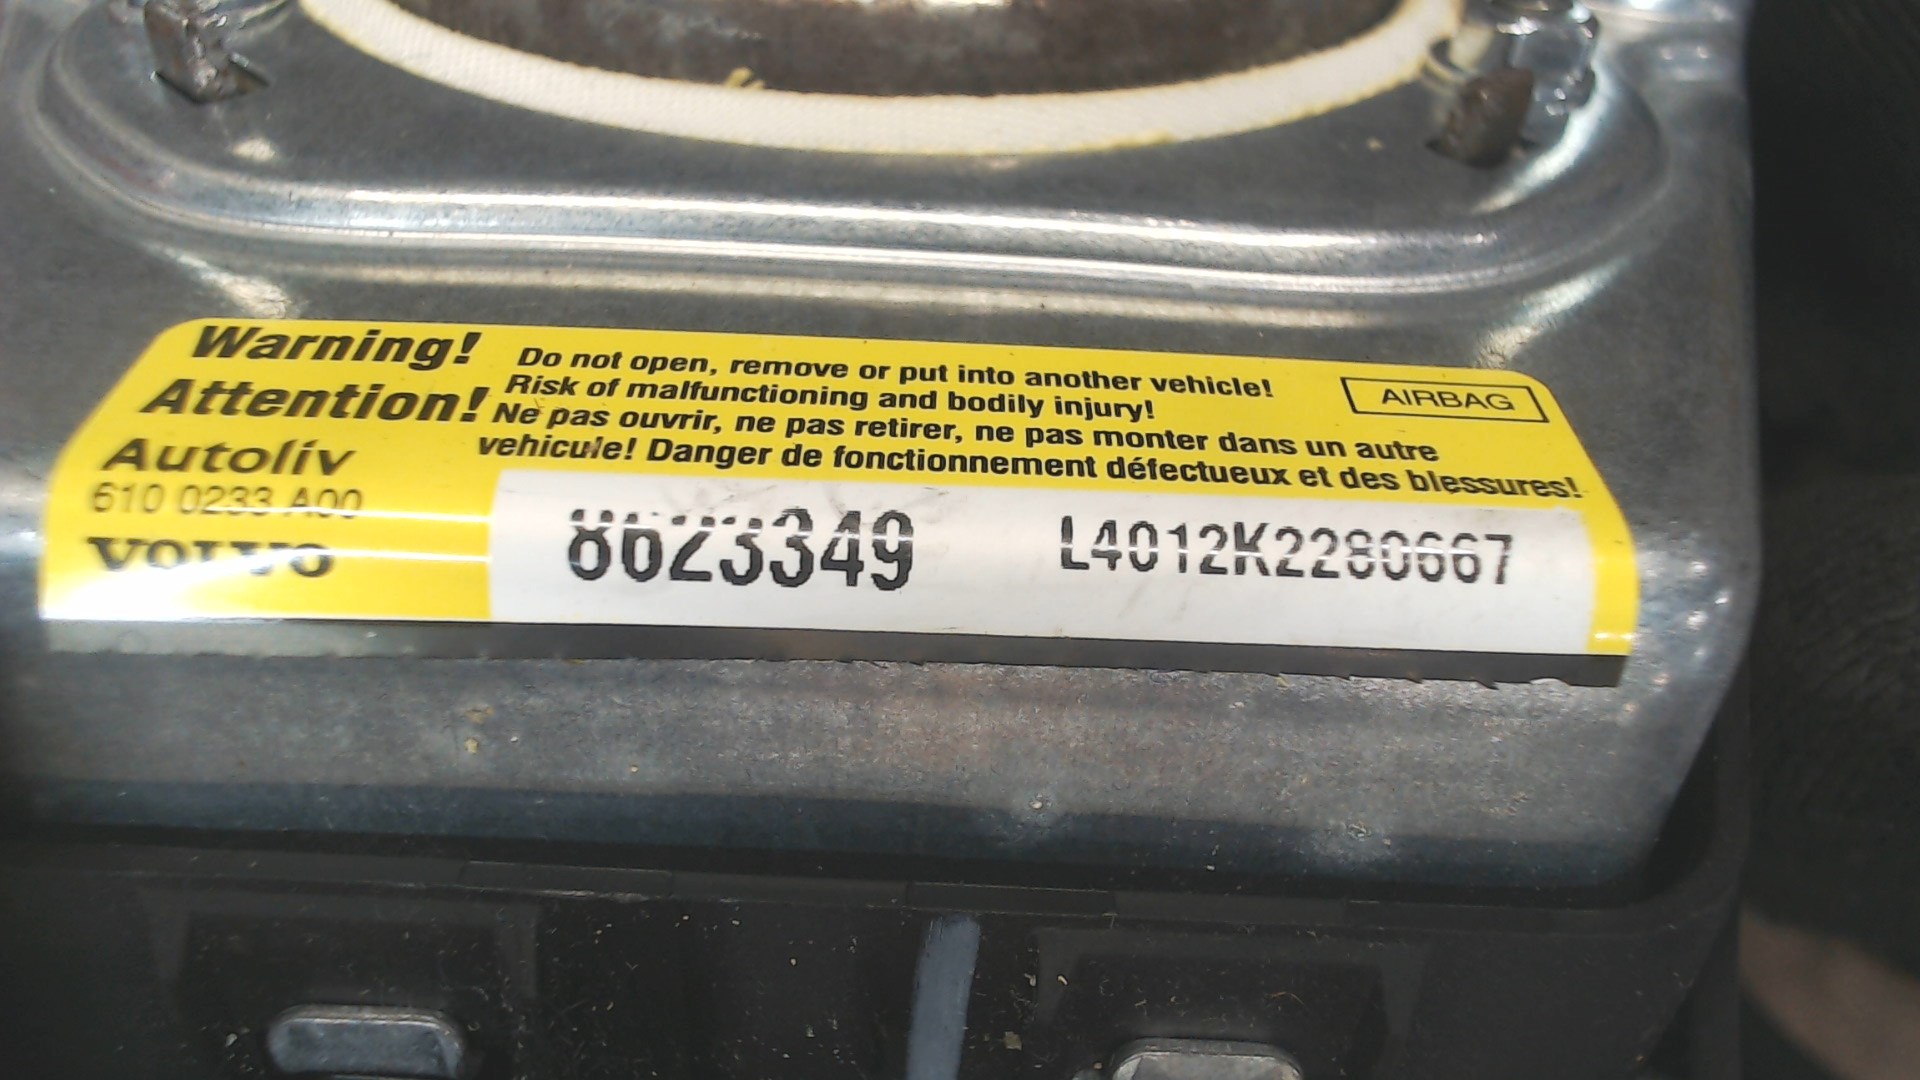 Warning!
Attention!
Do not open, remove or put into another vehicle!
Risk of malfunctioning and bodily injury!
Ne pas ouvrir, ne pas retirer, ne pas monter dans un autre
vehicule! Danger de fonctionnement défectueux et des blessures!
AIRBAG
Autoliv
610 0233 A00
VOLVO
8623349
L4012K2280667